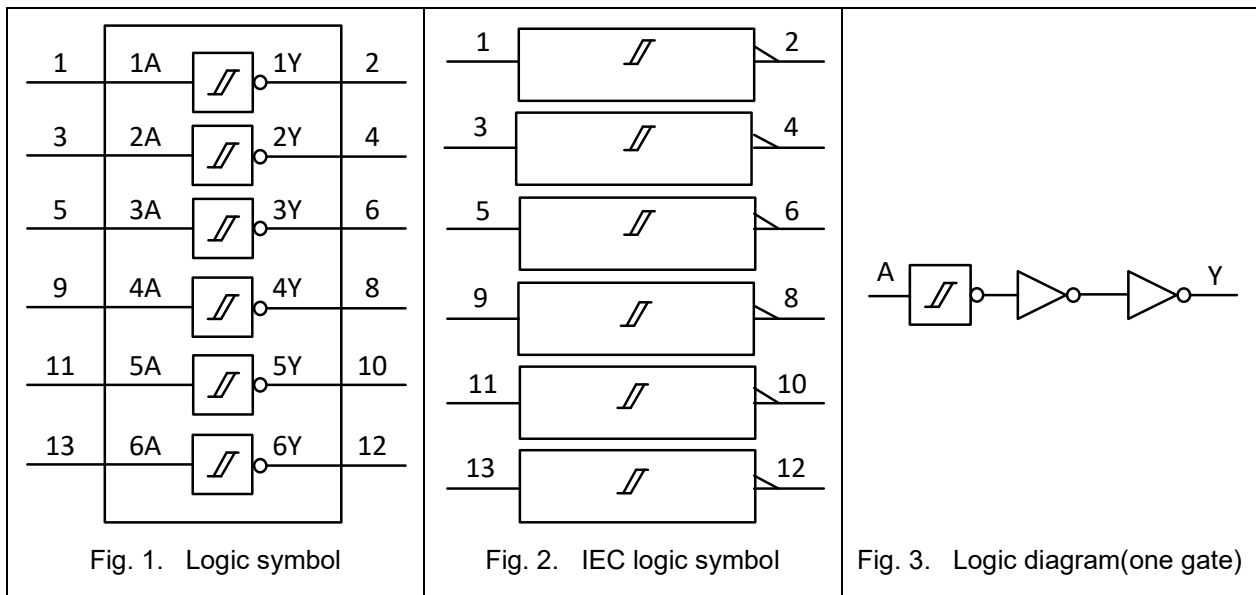 1 1A 1Y 2
3 2A 2Y 4
5 3A 3Y 6
9 4A 4Y 8
11 5A 5Y 10
13 6A 6Y 12
Fig. 1. Logic symbol
1 2
3 4
5 6
9 8
11 10
13 12
Fig. 2. IEC logic symbol
A Y
Fig. 3. Logic diagram(one gate)